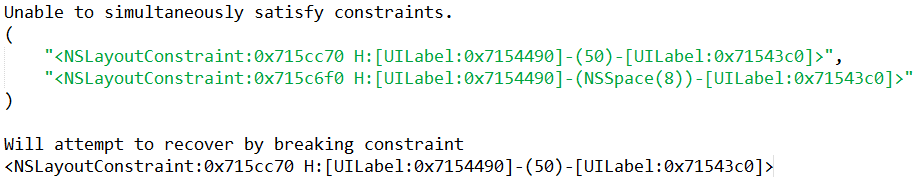 Unable to simultaneously satisfy constraints.
(
    "<NSLayoutConstraint:0x715cc70 H:[UILabel:0x7154490]-(50)-[UILabel:0x71543c0]>",
    "<NSLayoutConstraint:0x715c6f0 H:[UILabel:0x7154490]-(NSSpace(8))-[UILabel:0x71543c0]>"
)
Will attempt to recover by breaking constraint
<NSLayoutConstraint:0x715cc70 H:[UILabel:0x7154490]-(50)-[UILabel:0x71543c0]>